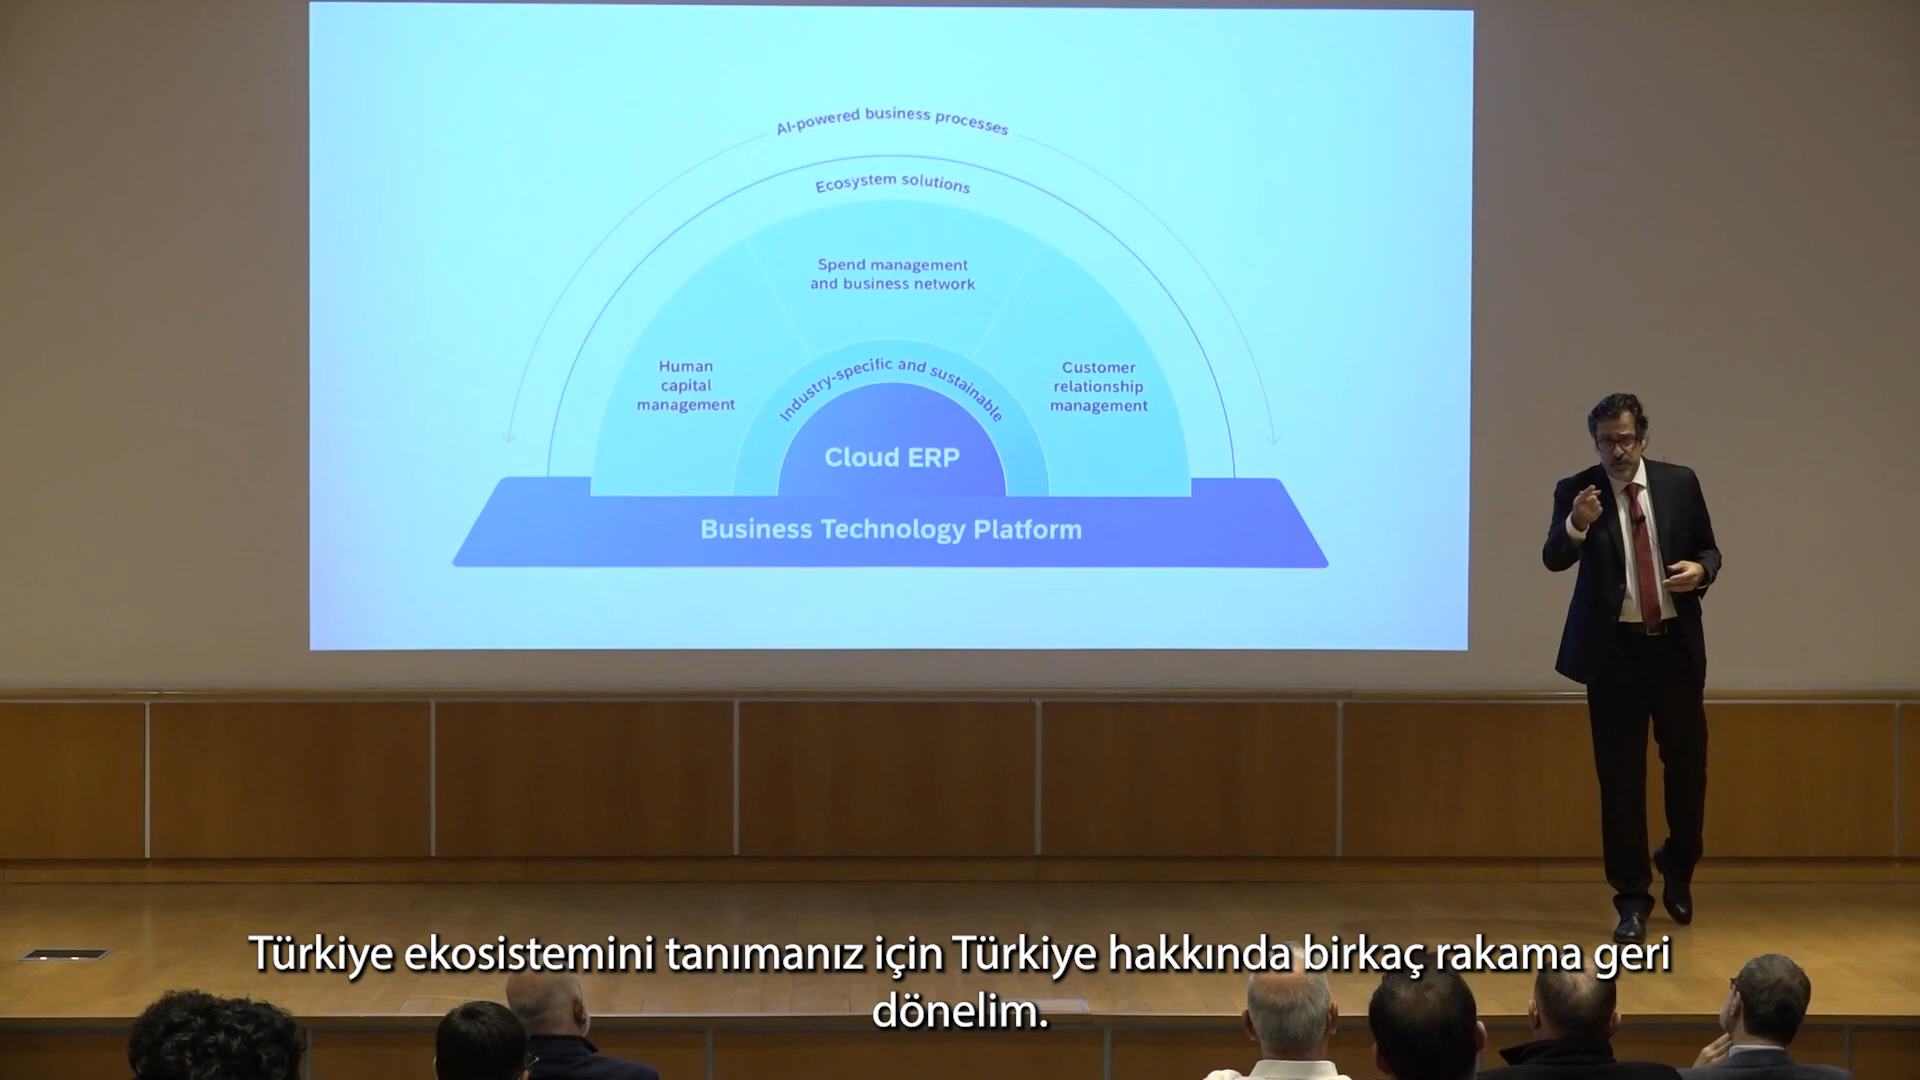 AI-powered business processes
Ecosystem solutions
Spend management
and business network
Human
capital
management
Industry-specific and sustainable
Customer
relationship
management
Cloud ERP
Business Technology Platform
Türkiye ekosistemini tanımanız için Türkiye hakkında birkaç rakama geri
dönelim.